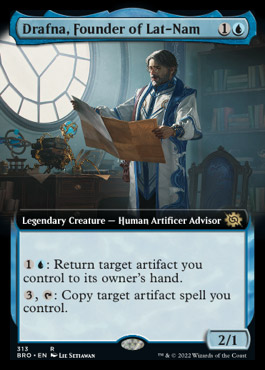 Drafna, Founder of Lat-Nam 1
Legendary Creature — Human Artificer Advisor
1: Return target artifact you
control to its owner's hand.
3, : Copy target artifact spell you
control.
2/1
313 R
BRO • EN Lie Setiawan
™ & © 2022 Wizards of the Coast